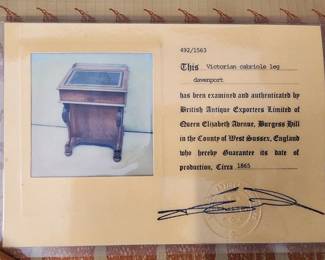 492/1563
This Victorian cabriole leg
davenport
has been examined and authenticated by
British Antique Exporters Limited of
Queen Elizabeth Avenue, Burgess Hill
in the County of West Sussex, England
who hereby Guarantee its date of
production, Circa 1865